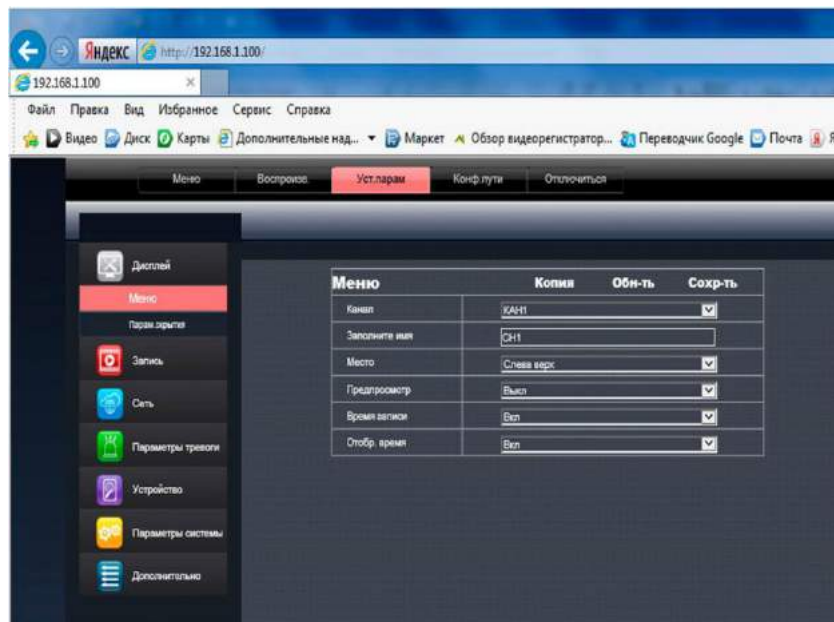 Яндекс http://192.168.1.100/
192.168.1.100
Файл Правка Вид Избранное Сервис Справка
Видео Диск Карты Дополнительные над... Маркет Обзор видеорегистратор... Переводчик Google Почта Я
Меню Воспроизв. Уст.парам Конф.пути Отключиться
Дисплей
Меню
Парам.скрытия
Запись
Сеть
Параметры тревоги
Устройство
Параметры системы
Дополнительно
Меню Копия Обн-ть Сохр-ть
Канал КАН1
Заполните имя CH1
Место Слева верх
Предпросмотр Выкл
Время записи Вкл
Отобр. время Вкл